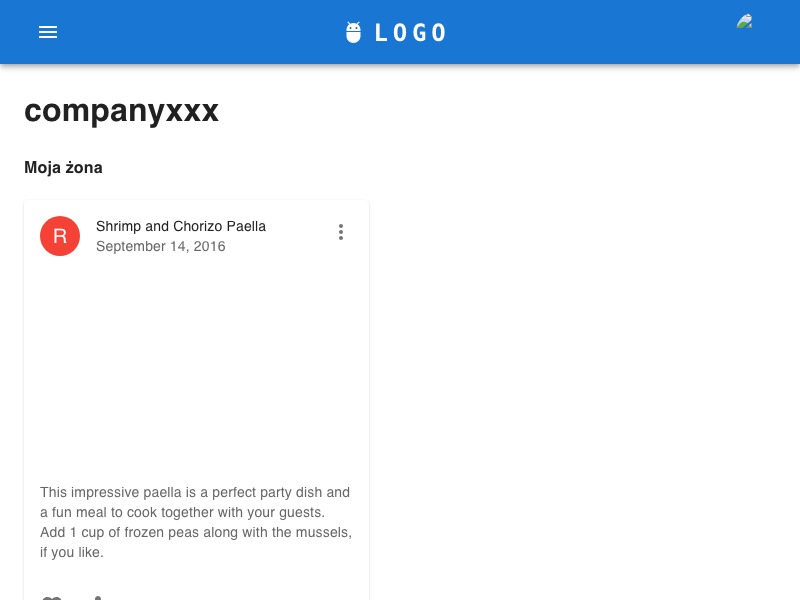 LOGO
companyxxx
Moja żona
R
Shrimp and Chorizo Paella
September 14, 2016
This impressive paella is a perfect party dish and
a fun meal to cook together with your guests.
Add 1 cup of frozen peas along with the mussels,
if you like.